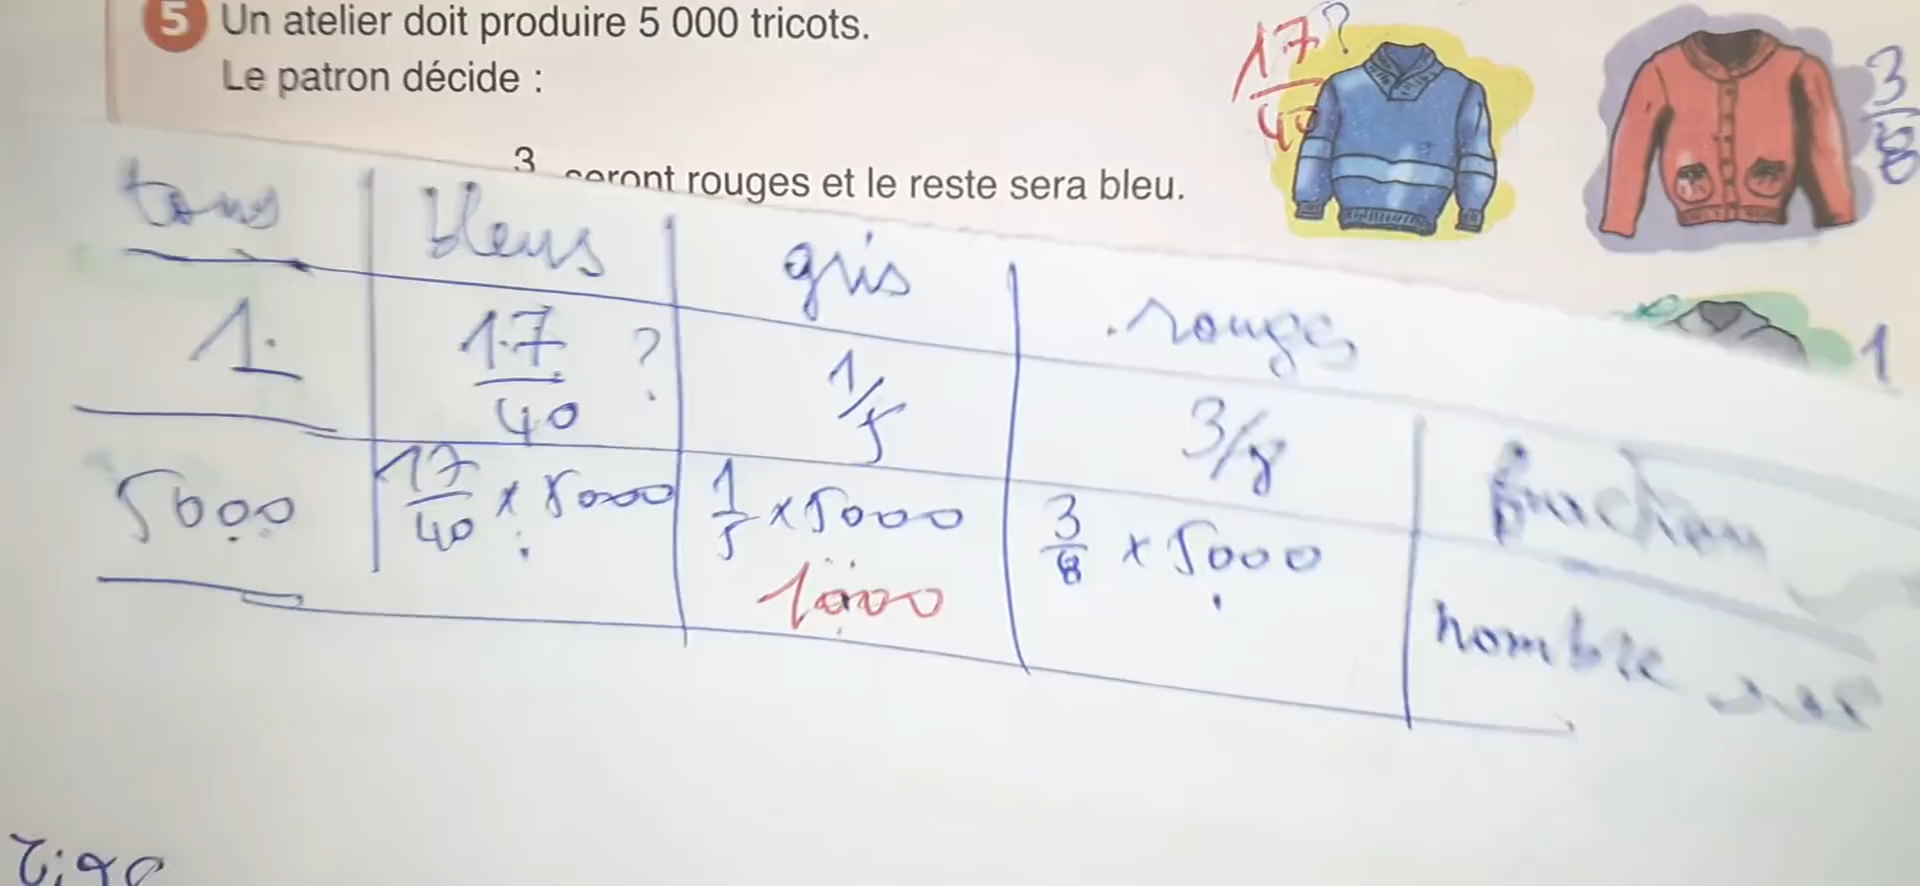 5 Un atelier doit produire 5 000 tricots.
Le patron décide :
3 seront rouges et le reste sera bleu.
17/40 ?
3/8
1
tous bleus gris rouges
1 17/40 ? 1/5 3/8 fraction
5000 17/40 x 5000 1/5 x 5000 3/8 x 5000 nombre
1000